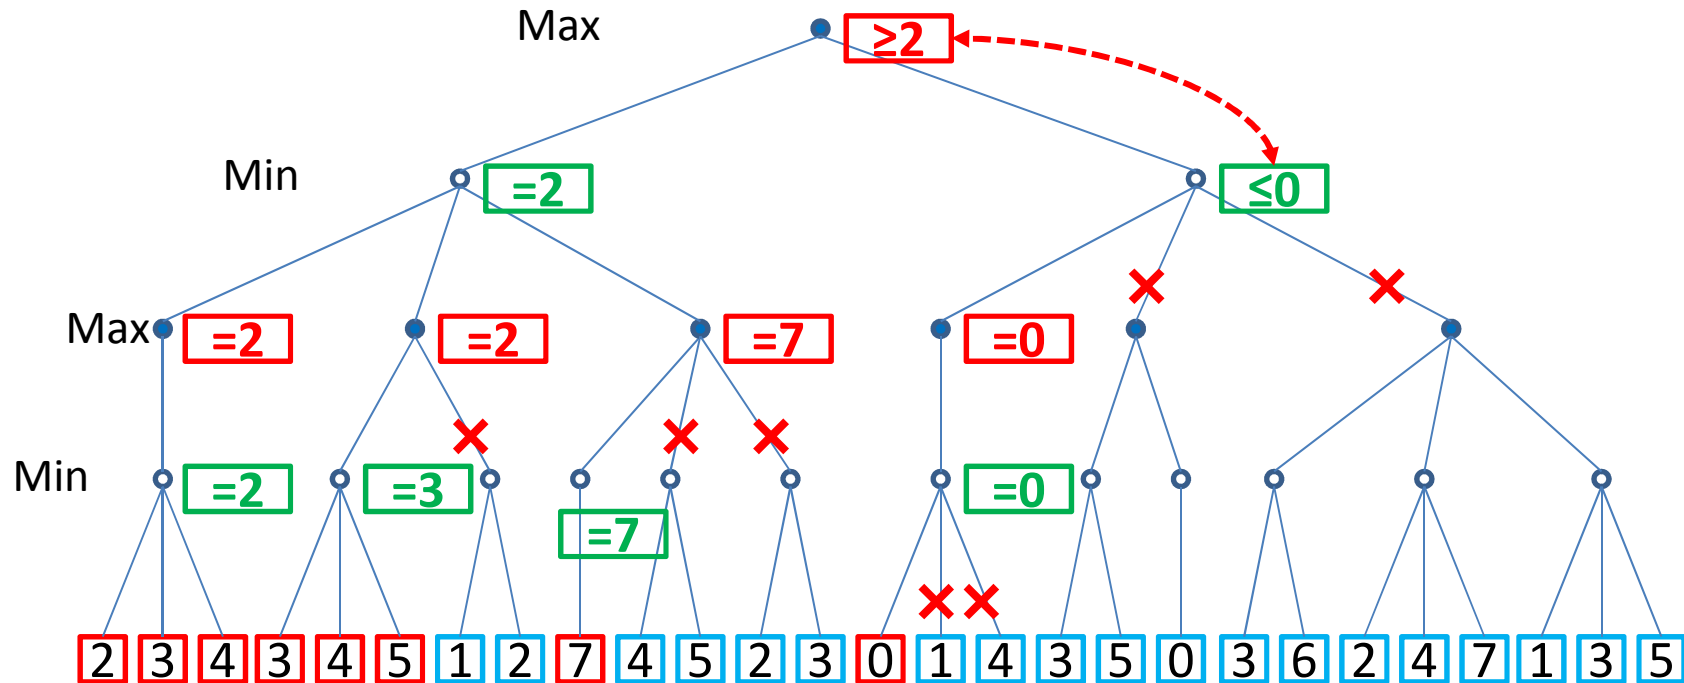 Max ≥2
Min =2 ≤0
Max =2 =2 =7 =0
Min =2 =3 =0
=7
2 3 4 3 4 5 1 2 7 4 5 2 3 0 1 4 3 5 0 3 6 2 4 7 1 3 5